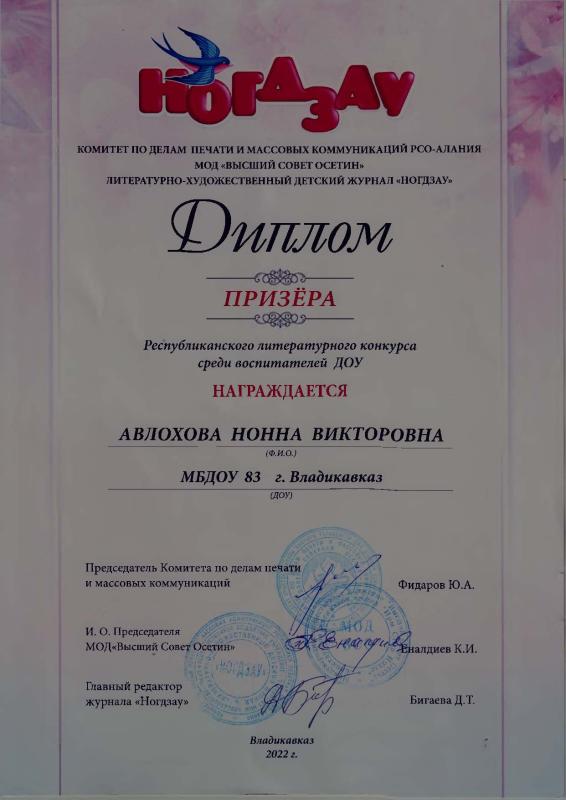 НОГДЗАУ
КОМИТЕТ ПО ДЕЛАМ ПЕЧАТИ И МАССОВЫХ КОММУНИКАЦИЙ РСО-АЛАНИЯ
МОД «ВЫСШИЙ СОВЕТ ОСЕТИН»
ЛИТЕРАТУРНО-ХУДОЖЕСТВЕННЫЙ ДЕТСКИЙ ЖУРНАЛ «НОГДЗАУ»
Диплом
ПРИЗЁРА
Республиканского литературного конкурса
среди воспитателей ДОУ
НАГРАЖДАЕТСЯ
АВЛОХОВА НОННА ВИКТОРОВНА
(Ф.И.О.)
МБДОУ 83 г. Владикавказ
(ДОУ)
Председатель Комитета по делам печати
и массовых коммуникаций Фидаров Ю.А.
И. О. Председателя
МОД«Высший Совет Осетин» Еналдиев К.И.
МОД
«НОГДЗАУ»
Главный редактор
журнала «Ногдзау» Бигаева Д.Т.
Владикавказ
2022 г.